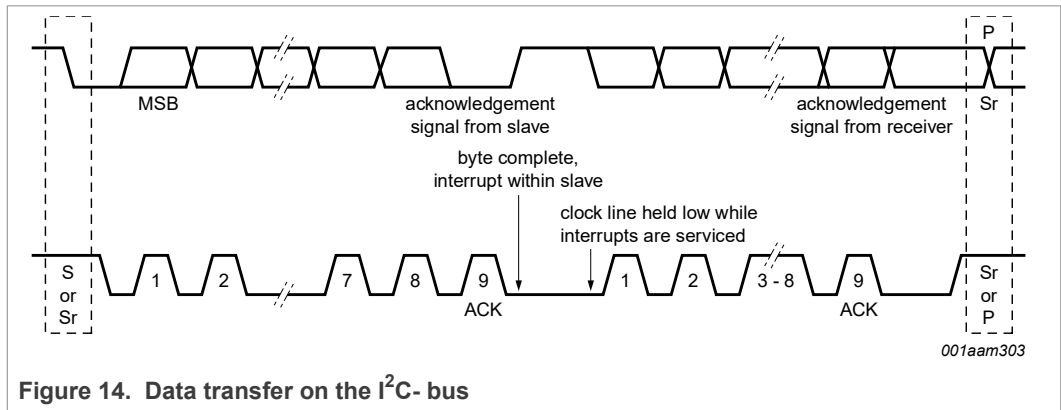 P
MSB
acknowledgement
signal from slave
acknowledgement
signal from receiver
Sr
byte complete,
interrupt within slave
clock line held low while
interrupts are serviced
S
or
Sr
1
2
7
8
9
ACK
1
2
3 - 8
9
ACK
Sr
or
P
001aam303
Figure 14. Data transfer on the I²C- bus